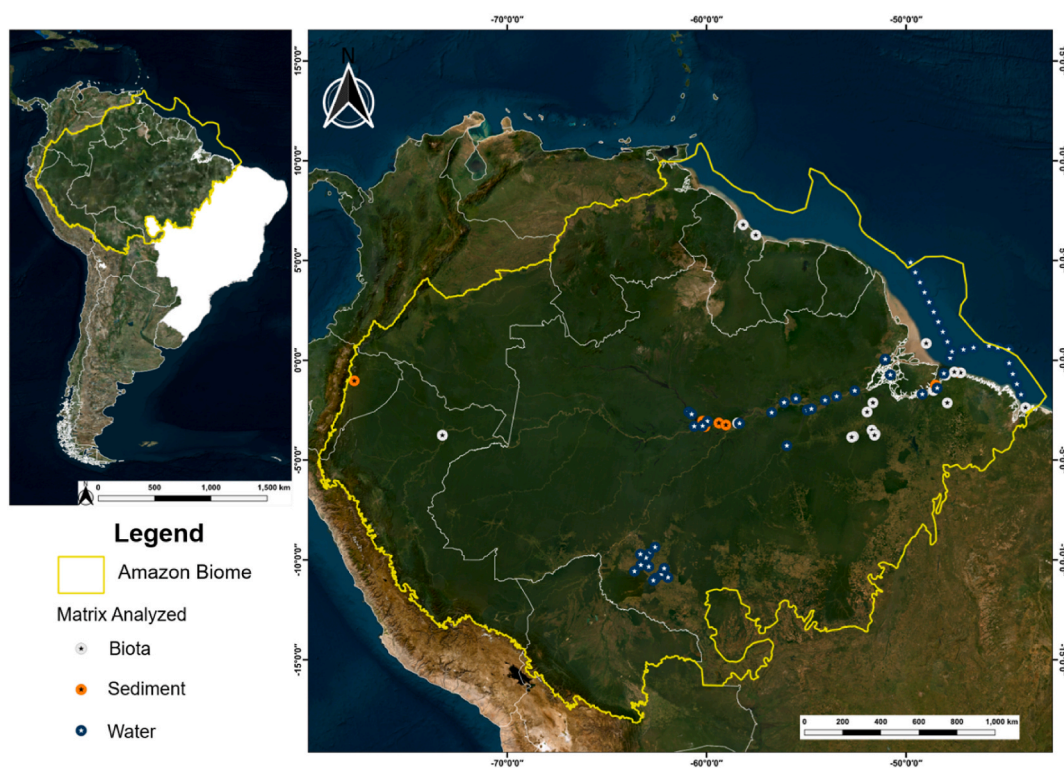 -70°0'0" -60°0'0" -50°0'0"
N
15°0'0"
10°0'0"
5°0'0"
0°0'0"
-5°0'0"
-10°0'0"
-15°0'0"
0 500 1,000 1,500 km
Legend
Amazon Biome
Matrix Analyzed
Biota
Sediment
Water
0 200 400 600 800 1,000 km
-70°0'0" -60°0'0" -50°0'0"